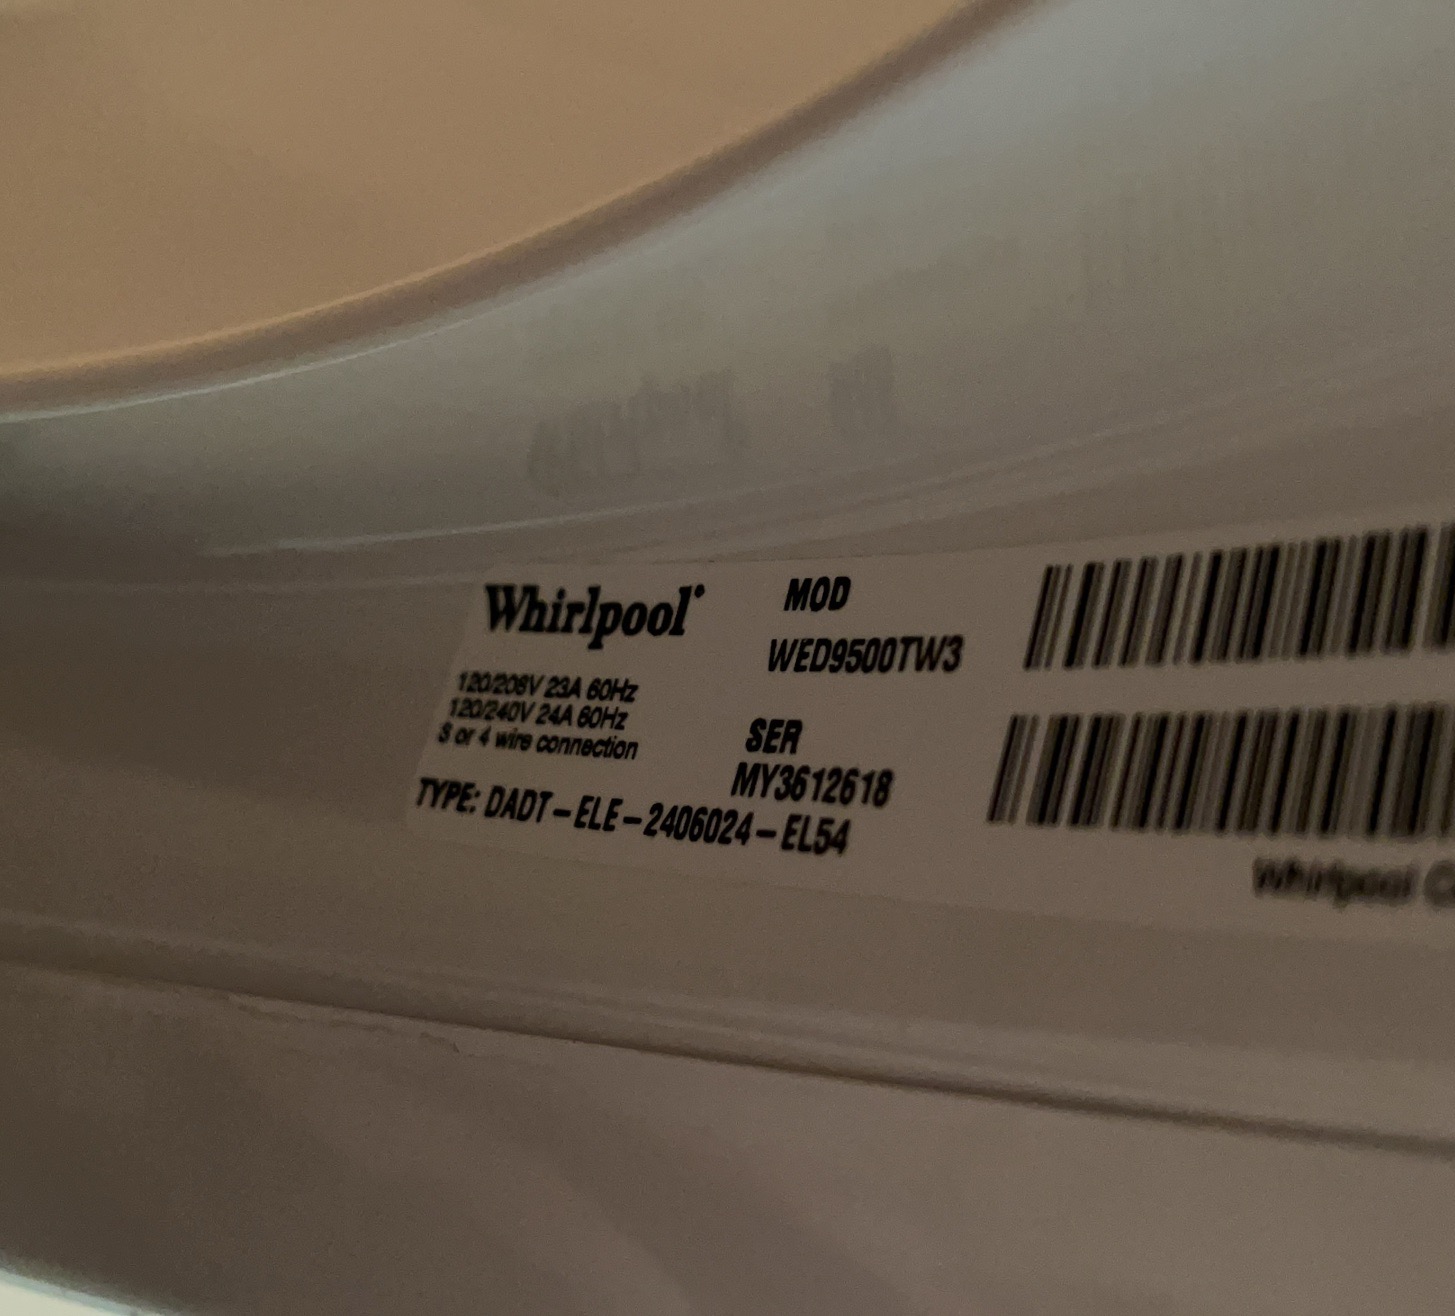 Whirlpool
MOD
WED9500TW3
120/208V 23A 60Hz
120/240V 24A 60Hz
3 or 4 wire connection
SER
MY3612618
TYPE: DADT-ELE-2406024-EL54
Whirlpool